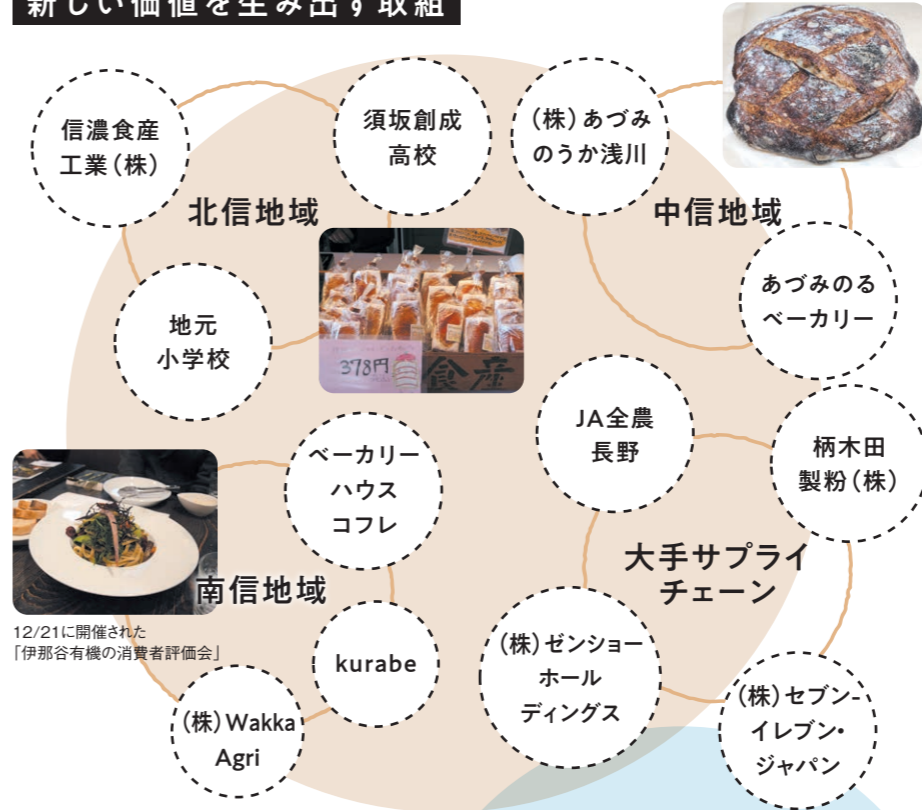 新しい価値を生み出す取組
信濃食産
工業(株)
須坂創成
高校
(株)あづみ
のうか浅川
北信地域
中信地域
地元
小学校
378円
食産
あづみのる
ベーカリー
JA全農
長野
柄木田
製粉(株)
ベーカリー
ハウス
コフレ
南信地域
大手サプライ
チェーン
12/21に開催された
「伊那谷有機の消費者評価会」
kurabe
(株)Wakka
Agri
(株)ゼンショー
ホール
ディングス
(株)セブン-
イレブン・
ジャパン